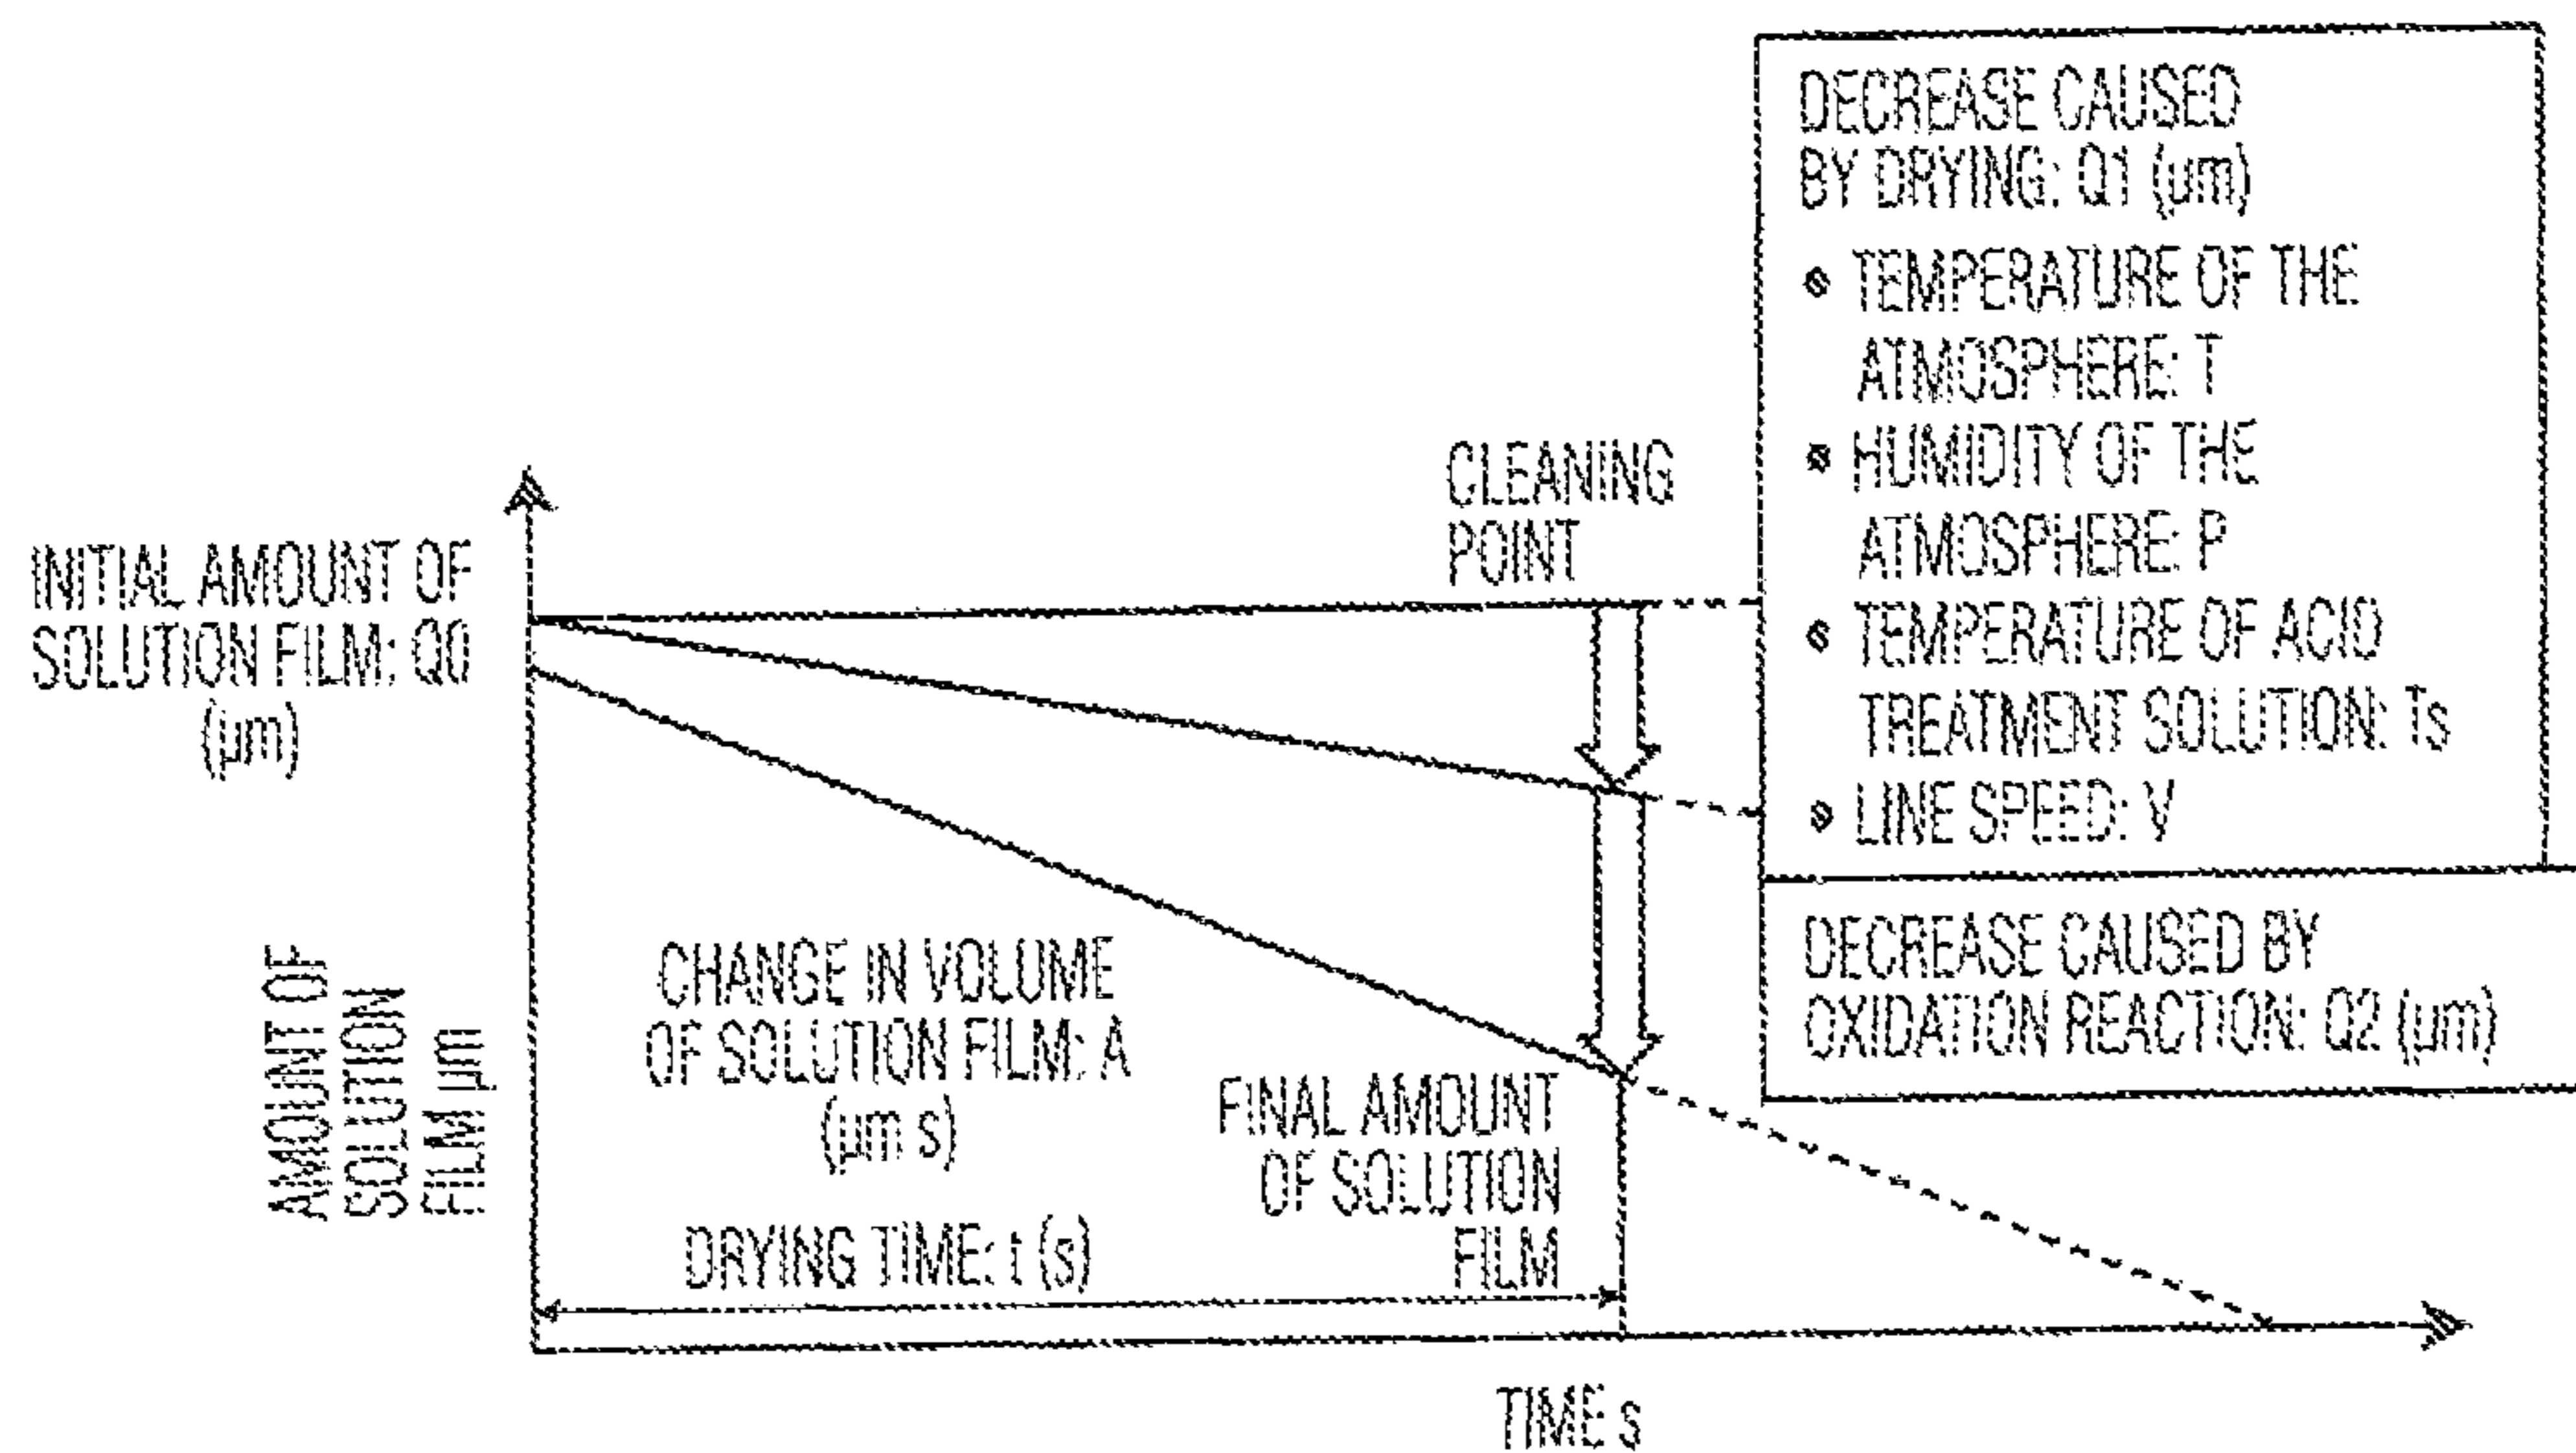 DECREASE CAUSED
BY DRYING: Q1 (µm)
• TEMPERATURE OF THE
ATMOSPHERE: T
• HUMIDITY OF THE
ATMOSPHERE: P
• TEMPERATURE OF ACID
TREATMENT SOLUTION: Ts
• LINE SPEED: V
DECREASE CAUSED BY
OXIDATION REACTION: Q2 (µm)
CLEANING
POINT
INITIAL AMOUNT OF
SOLUTION FILM: Q0
(µm)
AMOUNT OF
SOLUTION
FILM µm
CHANGE IN VOLUME
OF SOLUTION FILM: A
(µm s)
FINAL AMOUNT
OF SOLUTION
FILM
DRYING TIME: t (s)
TIME s